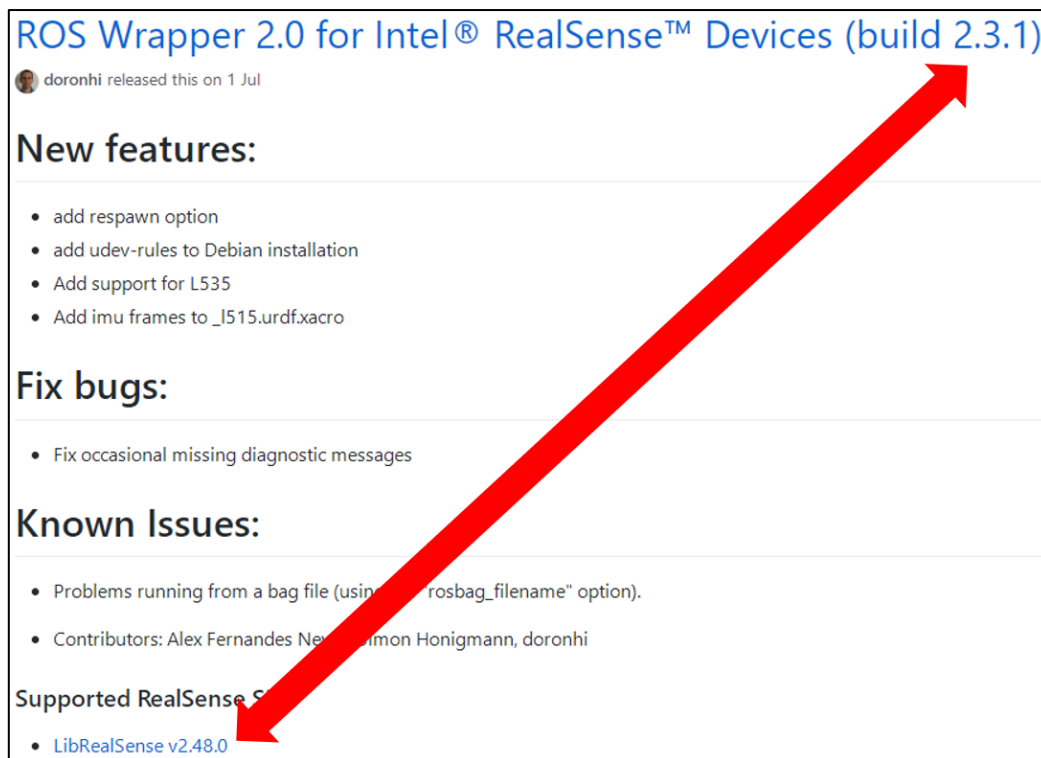 ROS Wrapper 2.0 for Intel® RealSense™ Devices (build 2.3.1)
doronhi released this on 1 Jul
New features:
add respawn option
add udev-rules to Debian installation
Add support for L535
Add imu frames to _l515.urdf.xacro
Fix bugs:
Fix occasional missing diagnostic messages
Known Issues:
Problems running from a bag file (using "rosbag_filename" option).
Contributors: Alex Fernandes Honigmann, doronhi
Supported RealSense
LibRealSense v2.48.0